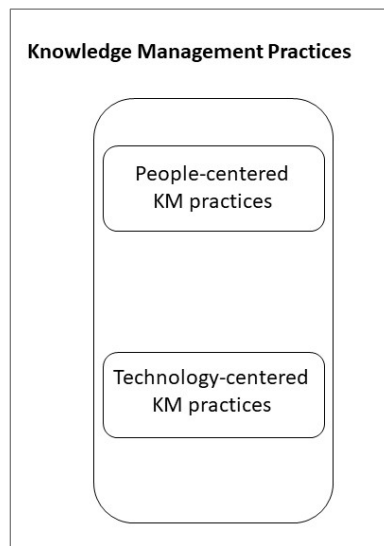 Knowledge Management Practices
People-centered
KM practices
Technology-centered
KM practices